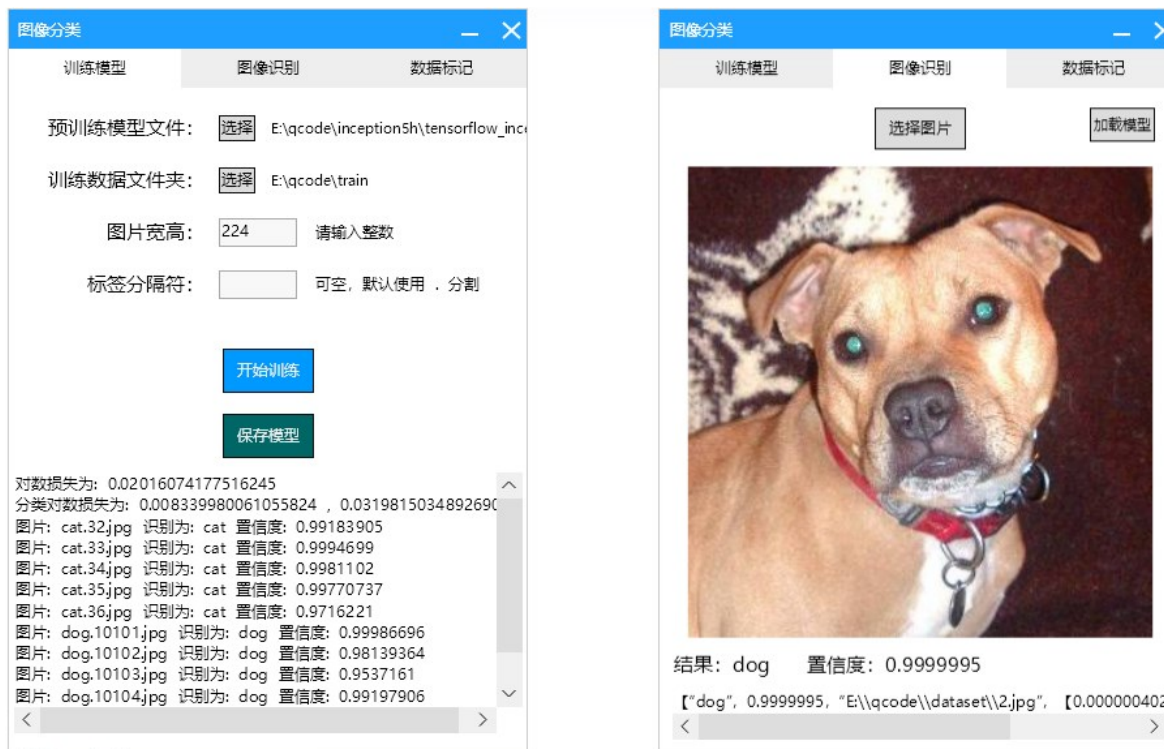 图像分类
训练模型 图像识别 数据标记
预训练模型文件： 选择 E:\qcode\inception5h\tensorflow_ince
训练数据文件夹： 选择 E:\qcode\train
图片宽高： 224 请输入整数
标签分隔符： 可空，默认使用 . 分割
开始训练
保存模型
对数损失为: 0.02016074177516245
分类对数损失为: 0.008339980061055824 , 0.0319815034892690
图片: cat.32.jpg 识别为: cat 置信度: 0.99183905
图片: cat.33.jpg 识别为: cat 置信度: 0.9994699
图片: cat.34.jpg 识别为: cat 置信度: 0.9981102
图片: cat.35.jpg 识别为: cat 置信度: 0.99770737
图片: cat.36.jpg 识别为: cat 置信度: 0.9716221
图片: dog.10101.jpg 识别为: dog 置信度: 0.99986696
图片: dog.10102.jpg 识别为: dog 置信度: 0.98139364
图片: dog.10103.jpg 识别为: dog 置信度: 0.9537161
图片: dog.10104.jpg 识别为: dog 置信度: 0.99197906
图像分类
训练模型 图像识别 数据标记
选择图片 加载模型
结果: dog 置信度: 0.9999995
【"dog", 0.9999995, "E:\\qcode\\dataset\\2.jpg", 【0.000000402